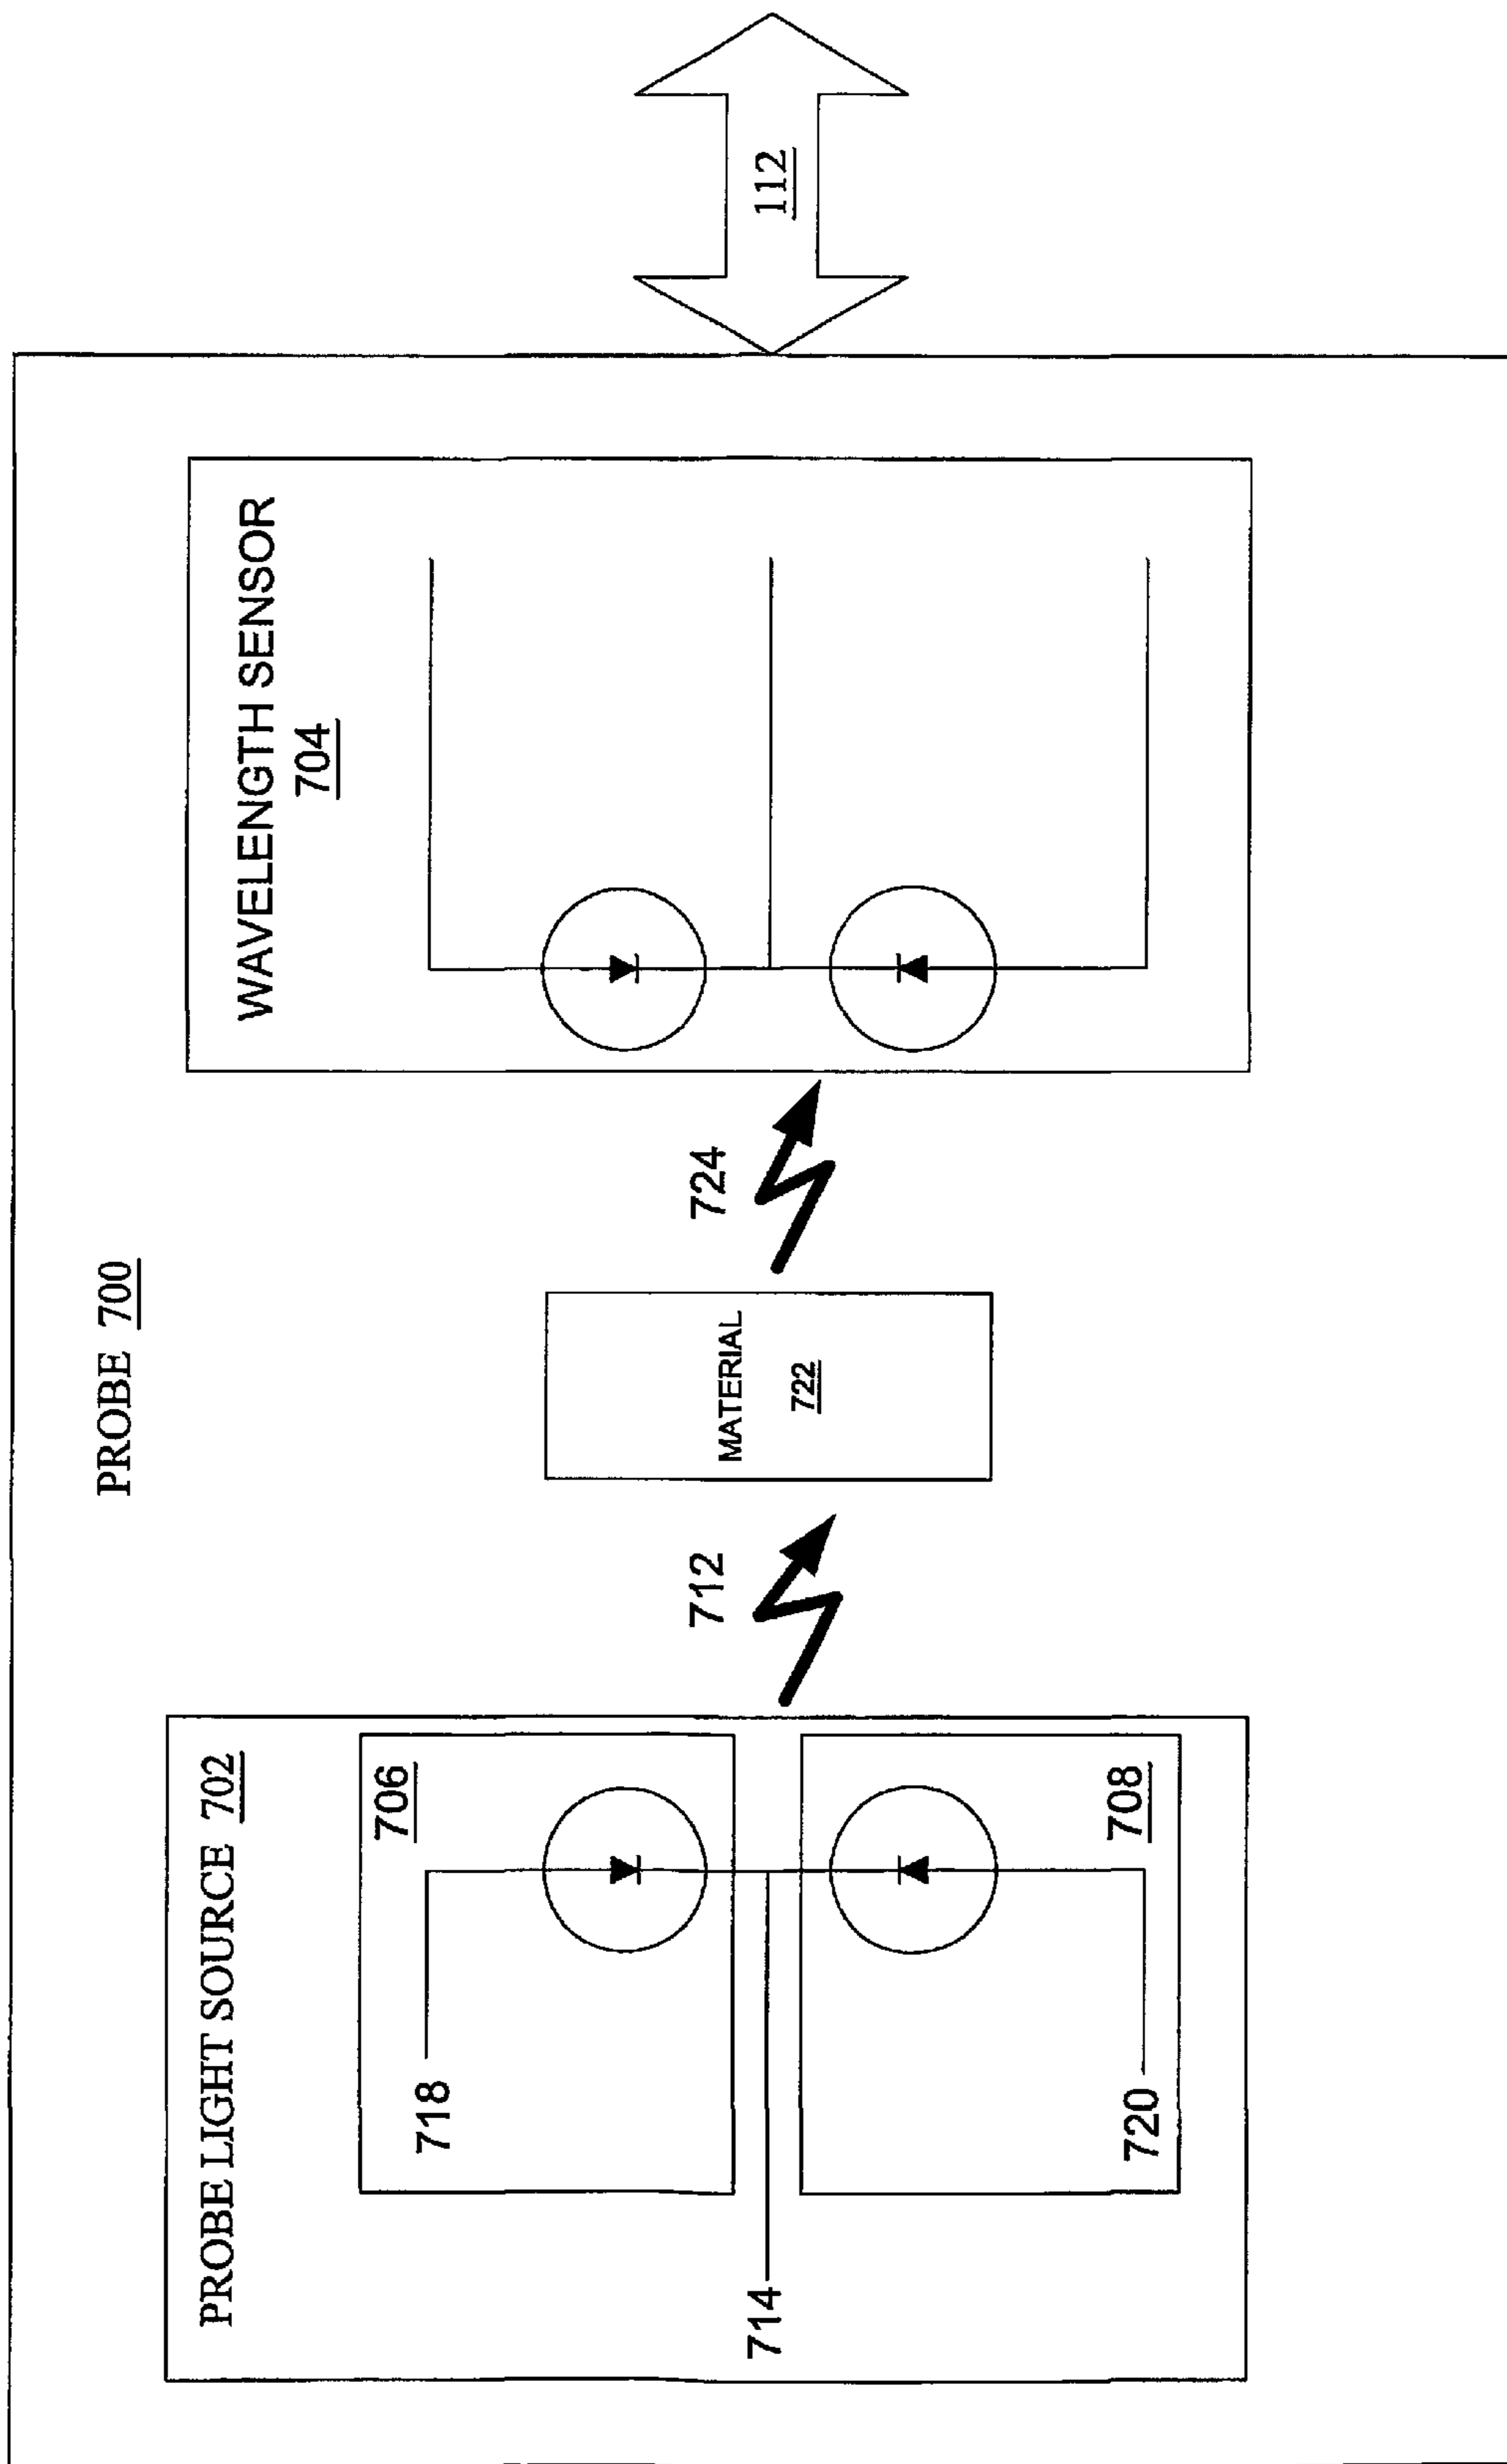 PROBE 700
PROBE LIGHT SOURCE 702
706
718
714
708
720
712
MATERIAL
722
724
WAVELENGTH SENSOR
704
112